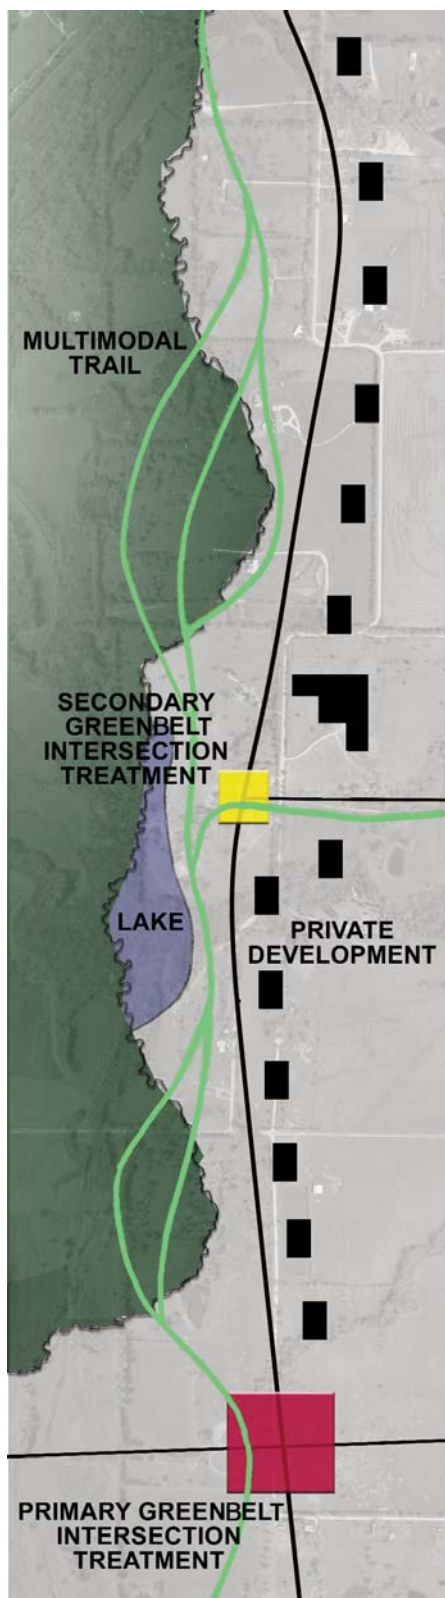 MULTIMODAL
TRAIL
SECONDARY
GREENBELT
INTERSECTION
TREATMENT
LAKE
PRIVATE
DEVELOPMENT
PRIMARY GREENBELT
INTERSECTION
TREATMENT